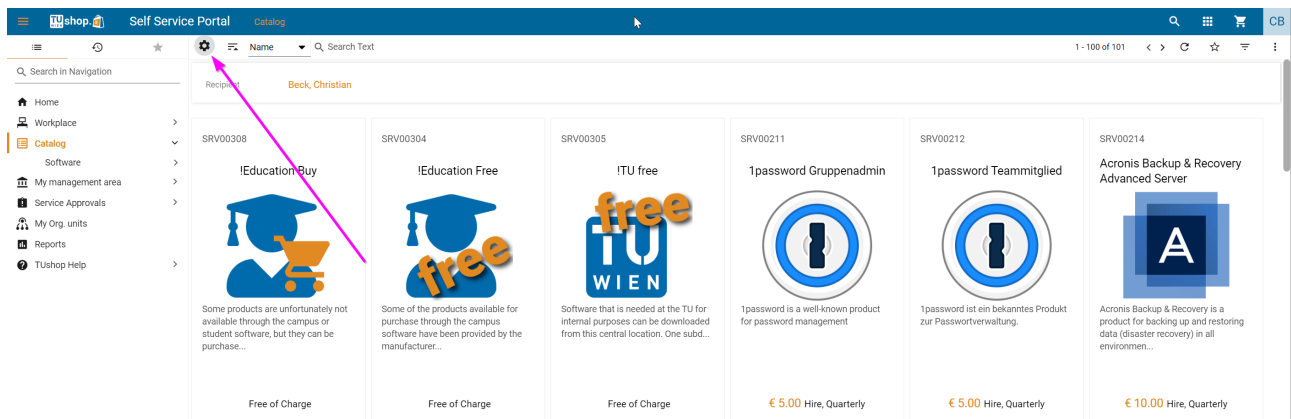 TU shop. Self Service Portal Catalog CB
WIEN
Name Search Text 1 - 100 of 101
Search in Navigation
Recipient Beck, Christian
Home
Workplace
Catalog
Software
My management area
Service Approvals
My Org. units
Reports
TUshop Help
SRV00308
!Education Buy
Some products are unfortunately not
available through the campus or
student software, but they can be
purchase...
Free of Charge
SRV00304
!Education Free
free
Some of the products available for
purchase through the campus
software have been provided by the
manufacturer...
Free of Charge
SRV00305
!TU free
free
TU
WIEN
Software that is needed at the TU for
internal purposes can be downloaded
from this central location. One subd...
Free of Charge
SRV00211
1password Gruppenadmin
1password is a well-known product
for password management
€ 5.00 Hire, Quarterly
SRV00212
1password Teammitglied
1password ist ein bekanntes Produkt
zur Passwortverwaltung.
€ 5.00 Hire, Quarterly
SRV00214
Acronis Backup & Recovery
Advanced Server
A
Acronis Backup & Recovery is a
product for backing up and restoring
data (disaster recovery) in all
environmen...
€ 10.00 Hire, Quarterly